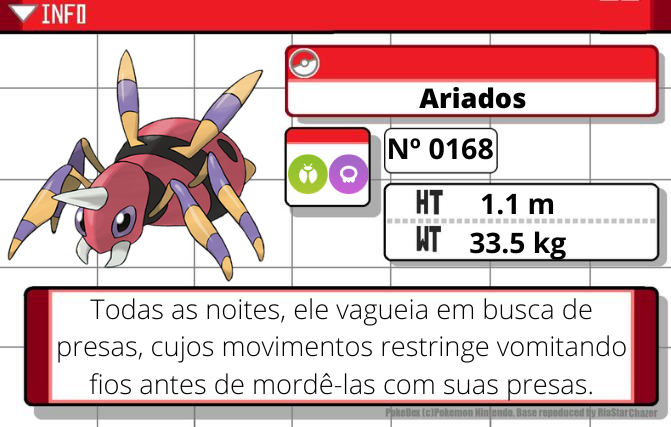 INFO
Ariados
Nº 0168
HT 1.1 m
WT 33.5 kg
Todas as noites, ele vagueia em busca de
presas, cujos movimentos restringe vomitando
fios antes de mordê-las com suas presas.
PokeDex (c)Pokemon Nintendo. Base repoduced by RiaStarChazer